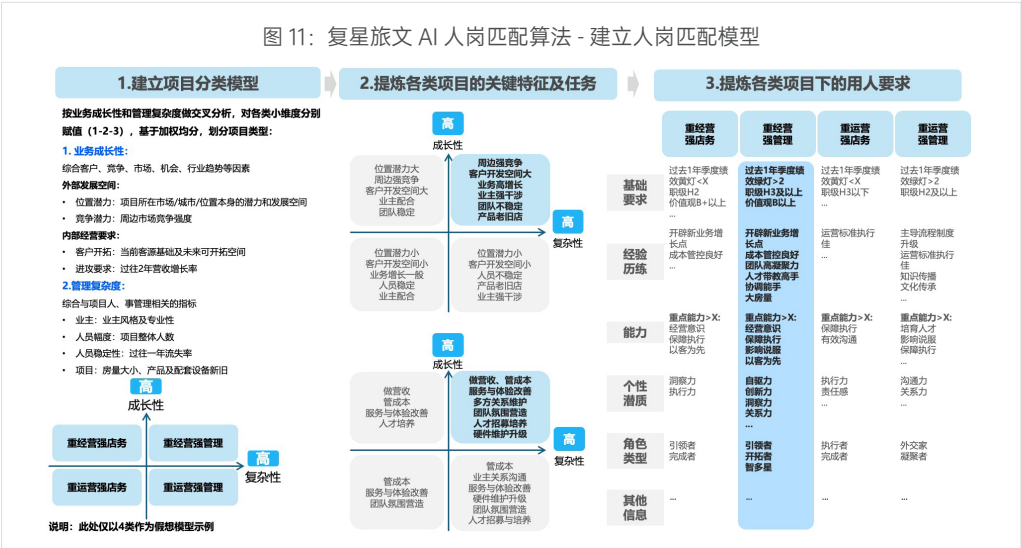 图 11：复星旅文 AI 人岗匹配算法 - 建立人岗匹配模型
1.建立项目分类模型
按业务成长性和管理复杂度做交叉分析，对各类小维度分别
赋值（1-2-3），基于加权均分，划分项目类型：
1. 业务成长性：
综合客户、竞争、市场、机会、行业趋势等因素
外部发展空间：
• 位置潜力：项目所在市场/城市/位置本身的潜力和发展空间
• 竞争潜力：周边市场竞争强度
内部经营要求：
• 客户开拓：当前客源基础及未来可开拓空间
• 进攻要求：过往2年营收增长率
2.管理复杂度：
综合与项目人、事管理相关的指标
• 业主：业主风格及专业性
• 人员幅度：项目整体人数
• 人员稳定性：过往一年流失率
• 项目：房量大小、产品及配套设备新旧
高
成长性
重经营强店务
重经营强管理
重运营强店务
重运营强管理
高
复杂性
说明：此处仅以4类作为假想模型示例
2.提炼各类项目的关键特征及任务
高
成长性
位置潜力大
周边强竞争
客户开发空间大
业主配合
团队稳定
周边强竞争
客户开发空间大
业务高增长
业主强干涉
团队不稳定
产品老旧店
高
复杂性
位置潜力小
客户开发空间小
业务增长一般
人员稳定
业主配合
位置潜力小
客户开发空间小
人员不稳定
产品老旧店
业主强干涉
高
成长性
做营收
管成本
服务与体验改善
人才培养
做营收、管成本
服务与体验改善
多方关系维护
团队氛围营造
人才招募培养
硬件维护升级
高
复杂性
管成本
服务与体验改善
团队氛围营造
管成本
业主关系沟通
服务与体验改善
硬件维护升级
团队氛围营造
人才招募与培养
3.提炼各类项目下的用人要求
重经营
强店务
重经营
强管理
重运营
强店务
重运营
强管理
基础
要求
过去1年季度绩
效黄灯<X
职级H2
价值观B+以上
...
过去1年季度绩
效绿灯>2
职级H3及以上
价值观B以上
过去1年季度绩
效黄灯<X
职级H3以下
...
过去1年季度绩
效绿灯>2
职级H2及以上
经验
历练
开辟新业务增
长点
成本管控良好
...
开辟新业务增
长点
成本管控良好
团队高凝聚力
人才带教高手
协调能手
大房量
运营标准执行
佳
...
主导流程制度
升级
运营标准执行
佳
知识传播
文化传承
...
能力
重点能力>X:
经营意识
保障执行
以客为先
重点能力>X:
经营意识
保障执行
影响说服
以客为先
重点能力>X:
保障执行
有效沟通
重点能力>X:
培育人才
影响说服
保障执行
...
个性
潜质
洞察力
执行力
自驱力
创新力
洞察力
关系力
...
执行力
责任感
...
沟通力
关系力
...
角色
类型
引领者
完成者
引领者
开拓者
智多星
执行者
完成者
外交家
凝聚者
其他
信息
...
...
...
...